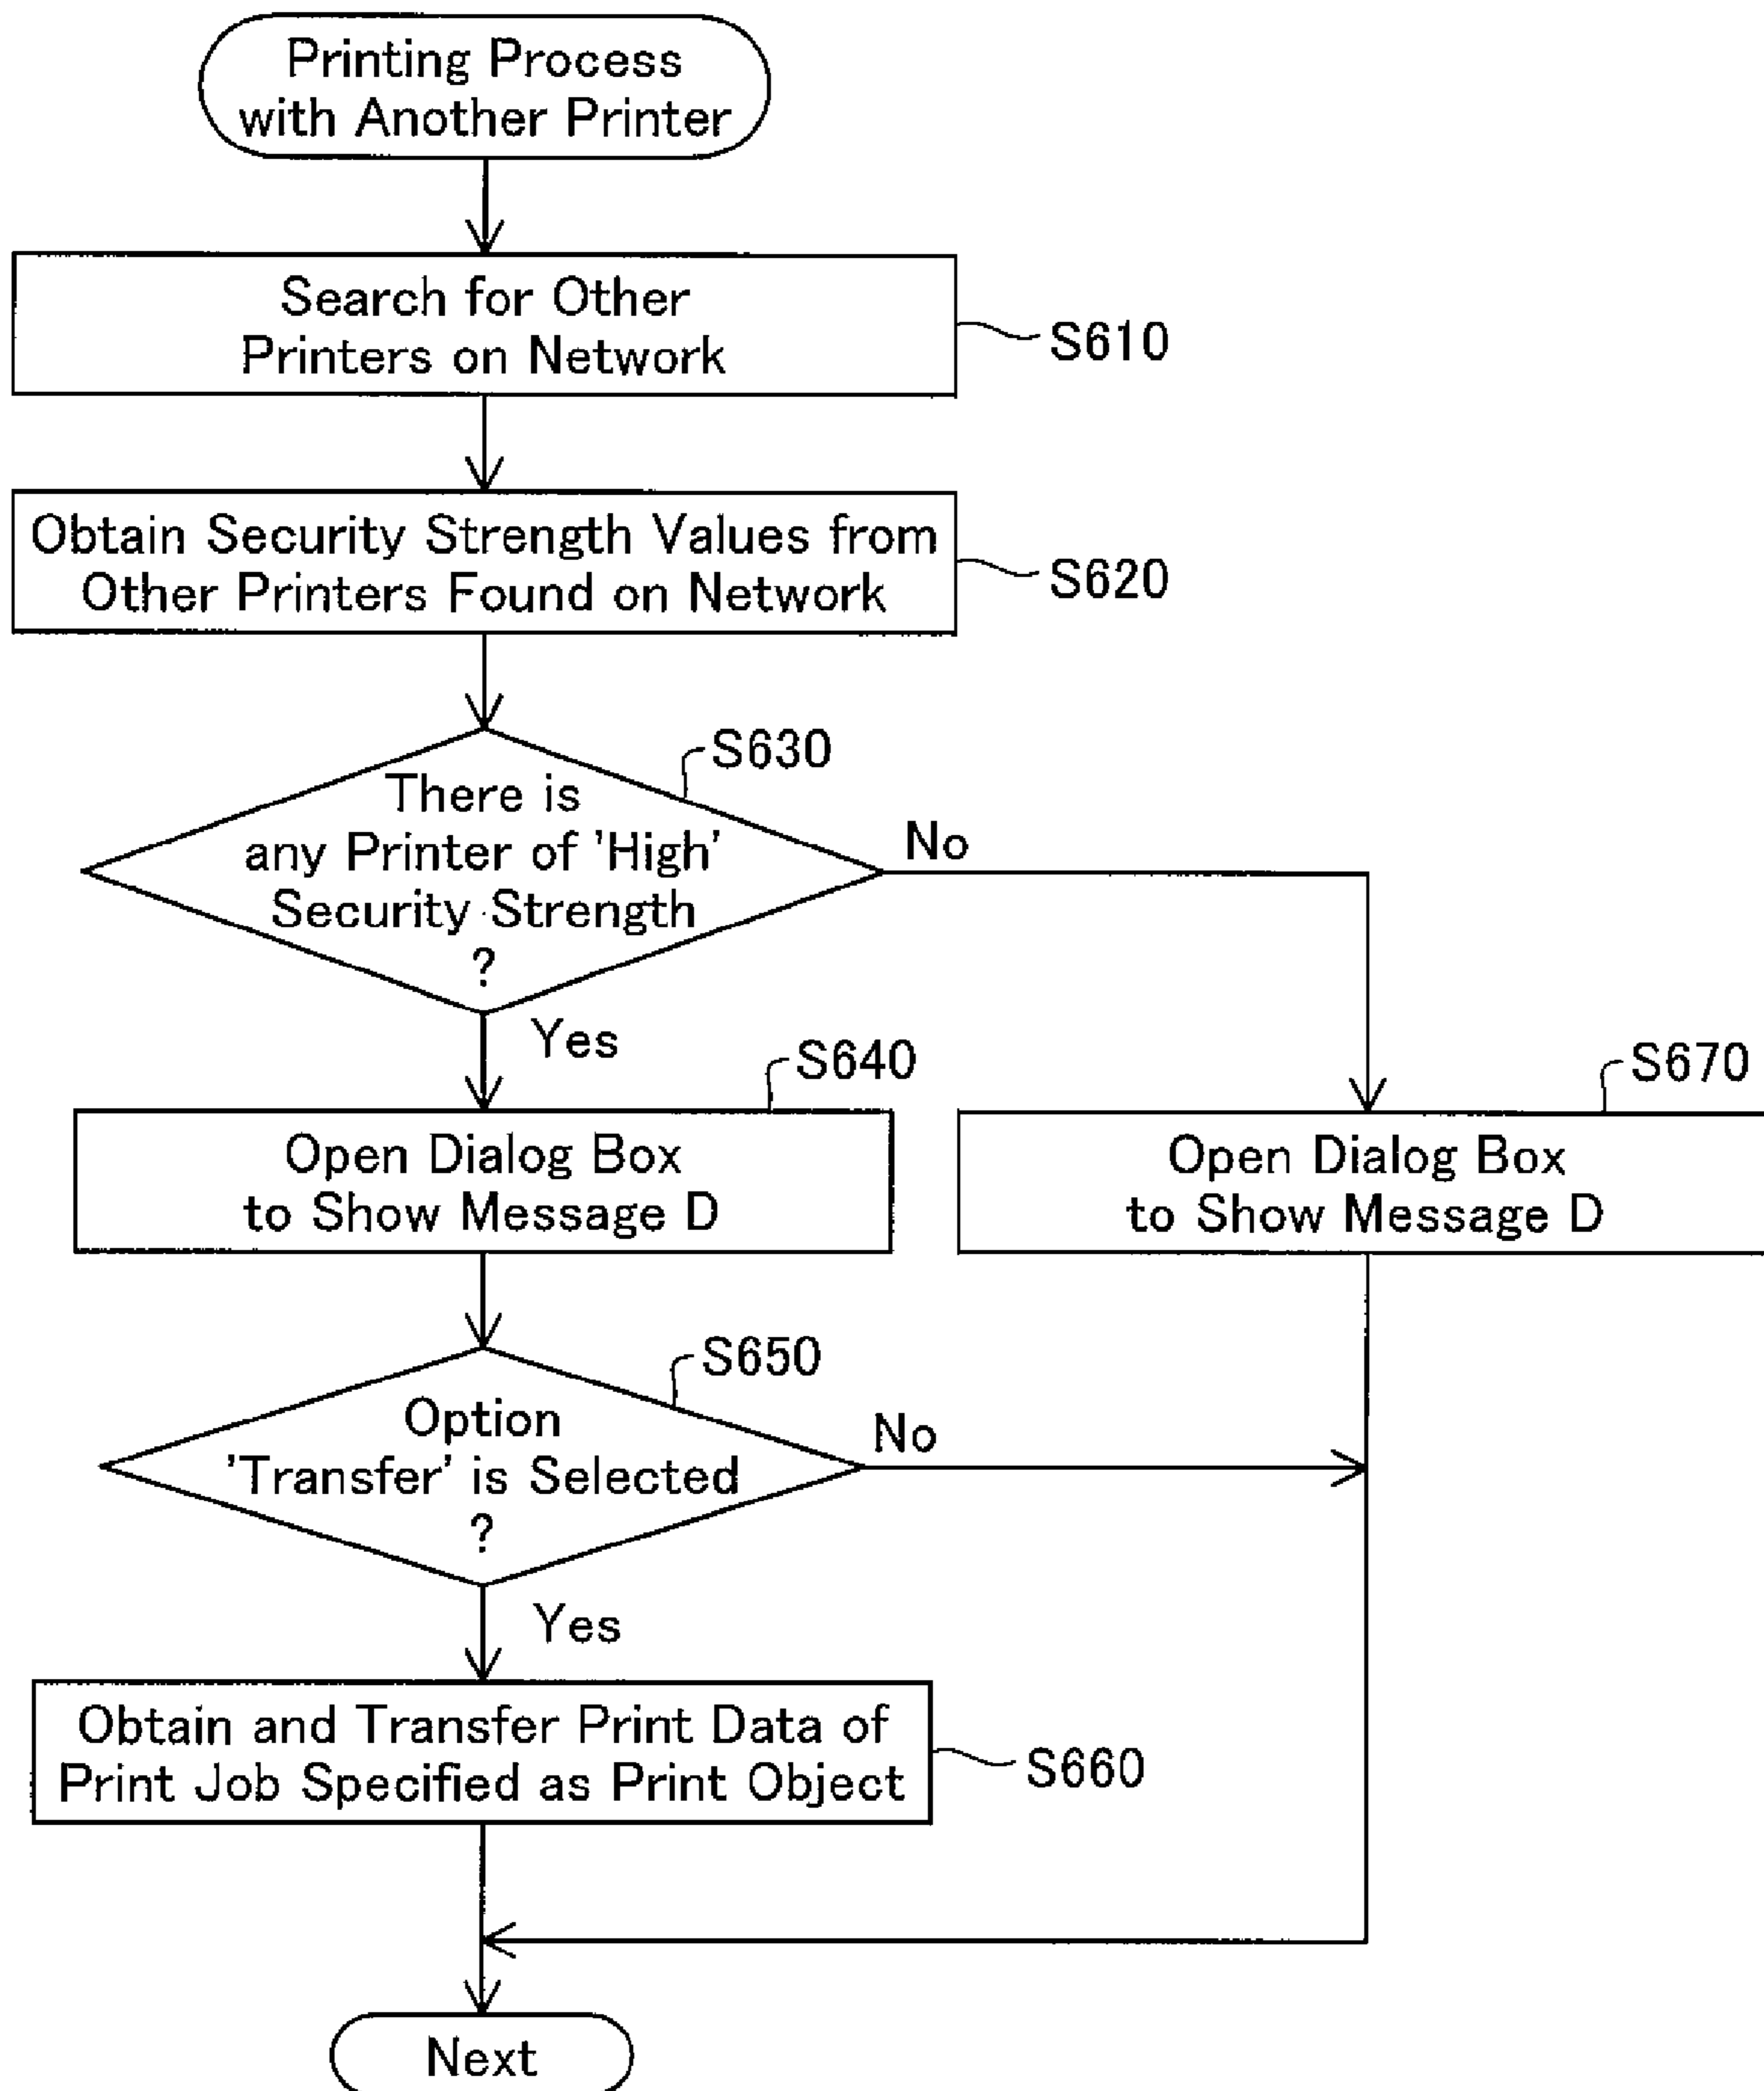 Printing Process
with Another Printer
Search for Other
Printers on Network
S610
Obtain Security Strength Values from
Other Printers Found on Network
S620
S630
There is
any Printer of 'High'
Security Strength
?
No
Yes
S640
Open Dialog Box
to Show Message D
S670
Open Dialog Box
to Show Message D
S650
Option
'Transfer' is Selected
?
No
Yes
Obtain and Transfer Print Data of
Print Job Specified as Print Object
S660
Next